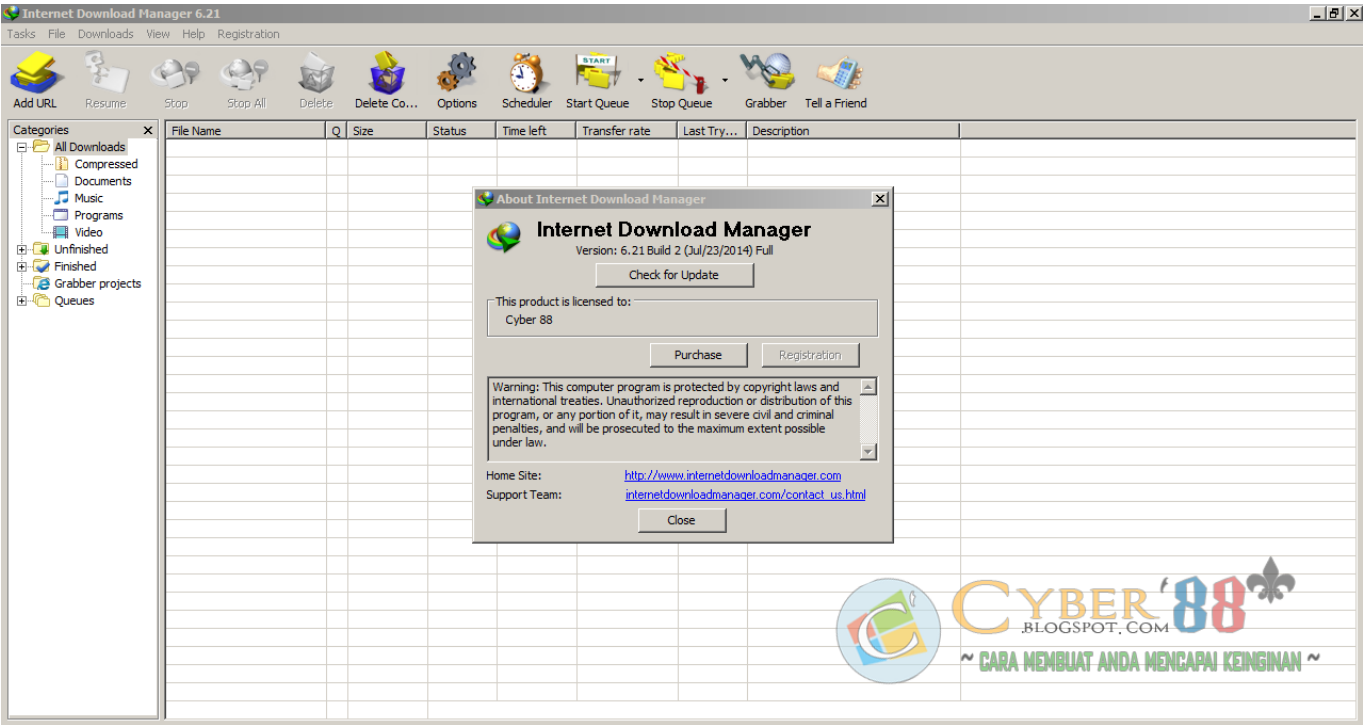 Internet Download Manager 6.21
Tasks File Downloads View Help Registration
Add URL Resume Stop Stop All Delete Delete Co... Options Scheduler Start Queue Stop Queue Grabber Tell a Friend
START
Categories
File Name Q Size Status Time left Transfer rate Last Try... Description
All Downloads
Compressed
Documents
Music
Programs
Video
Unfinished
Finished
Grabber projects
Queues
About Internet Download Manager
Internet Download Manager
Version: 6.21 Build 2 (Jul/23/2014) Full
Check for Update
This product is licensed to:
Cyber 88
Purchase Registration
Warning: This computer program is protected by copyright laws and
international treaties. Unauthorized reproduction or distribution of this
program, or any portion of it, may result in severe civil and criminal
penalties, and will be prosecuted to the maximum extent possible
under law.
Home Site: http://www.internetdownloadmanager.com
Support Team: internetdownloadmanager.com/contact_us.html
Close
CYBER '88
.BLOGSPOT.COM
~ CARA MEMBUAT ANDA MENCAPAI KEINGINAN ~